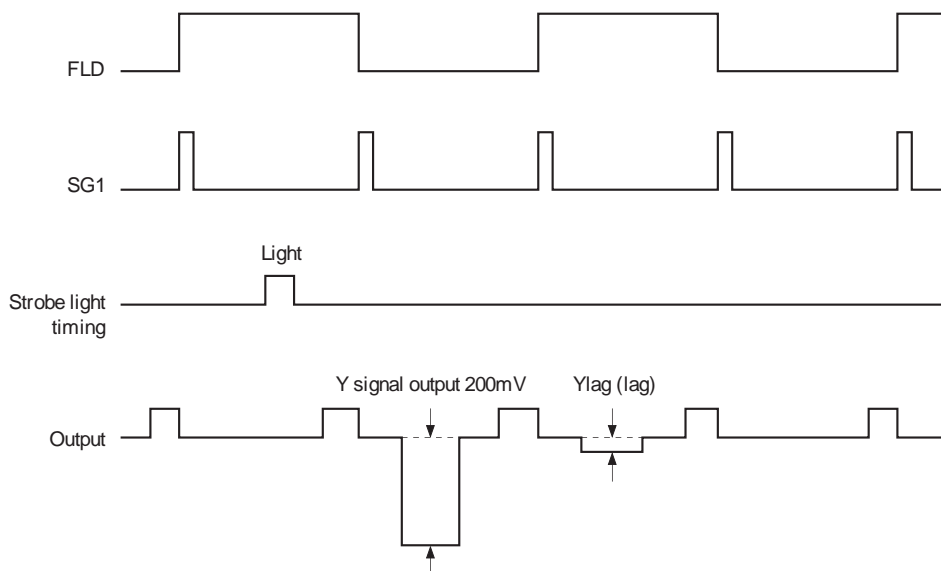 FLD
SG1
Light
Strobe light
timing
Y signal output 200mV
Ylag (lag)
Output